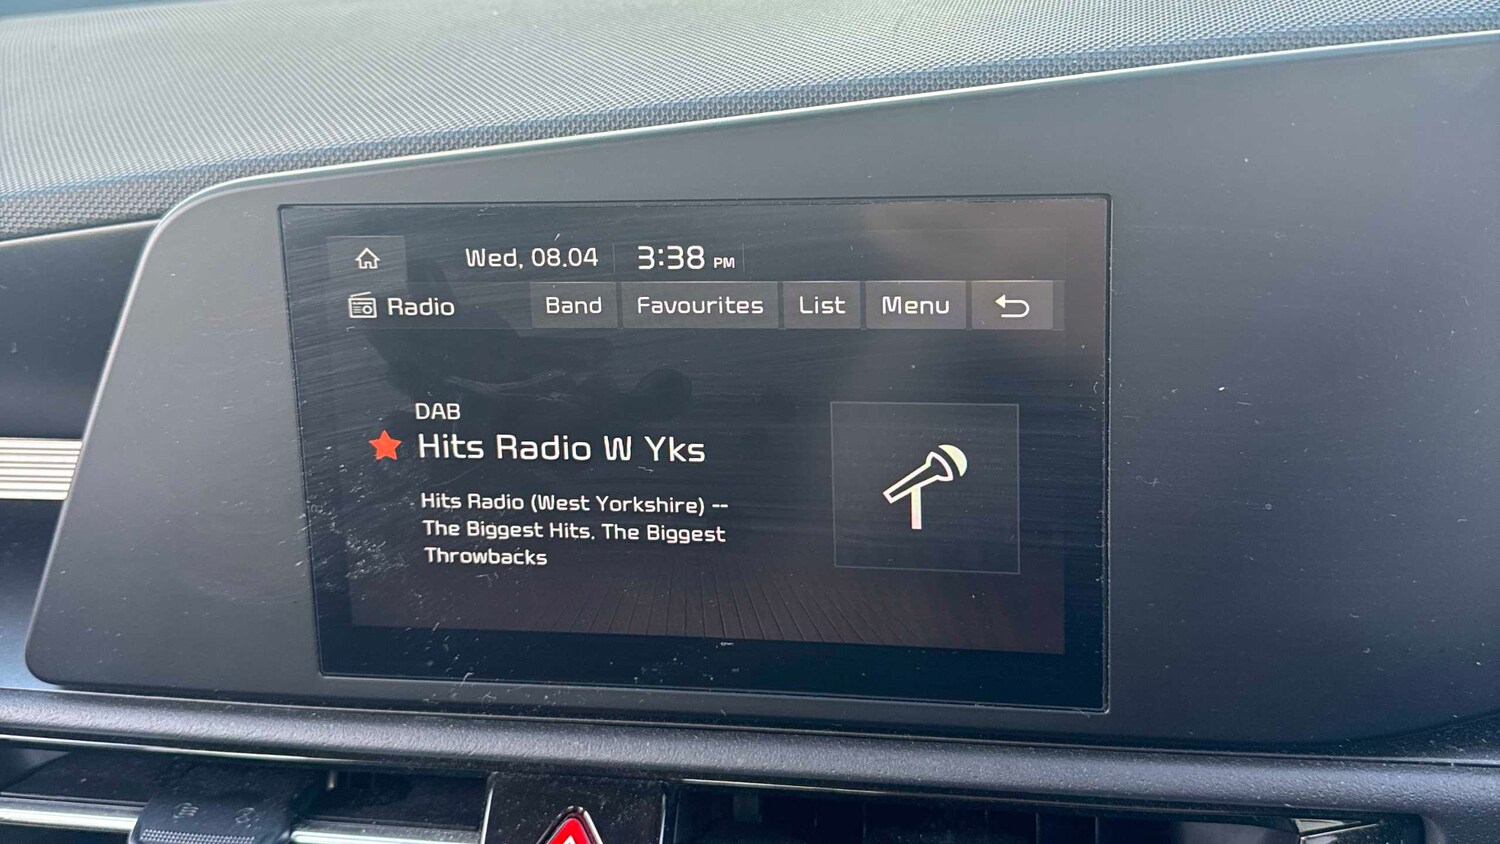 Wed, 08.04 3:38 PM
Radio Band Favourites List Menu
DAB
Hits Radio W Yks
Hits Radio (West Yorkshire) --
The Biggest Hits, The Biggest
Throwbacks